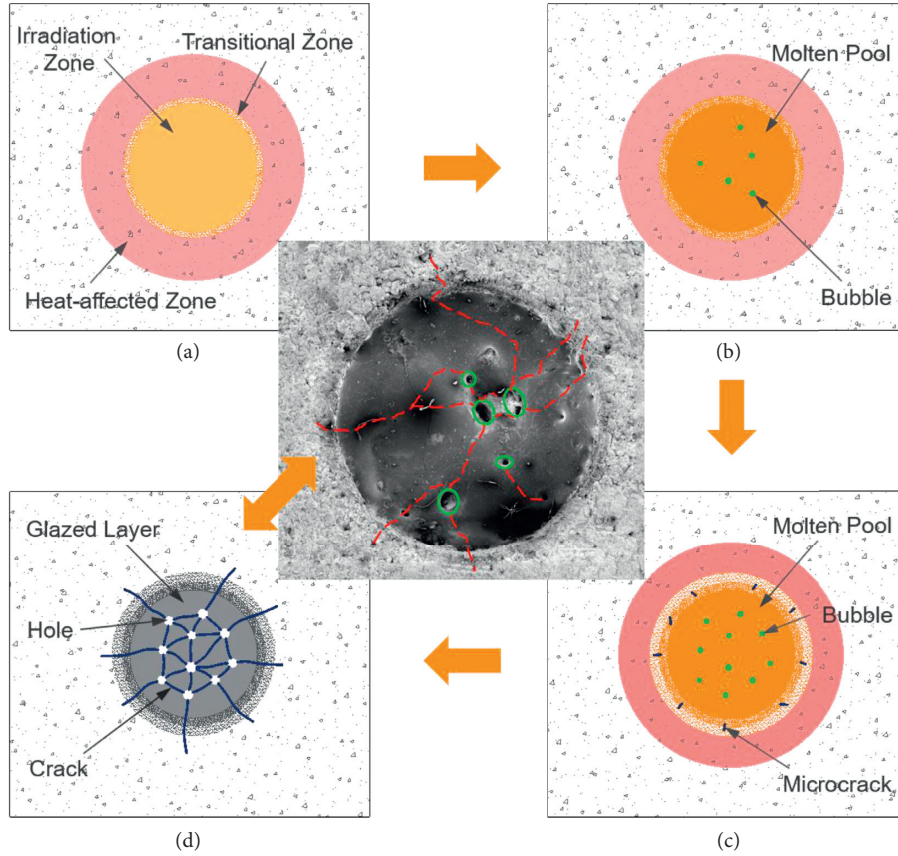 Irradiation
Zone
Transitional Zone
Heat-affected Zone
(a)
Molten Pool
Bubble
(b)
Glazed Layer
Hole
Crack
(d)
Molten Pool
Bubble
Microcrack
(c)